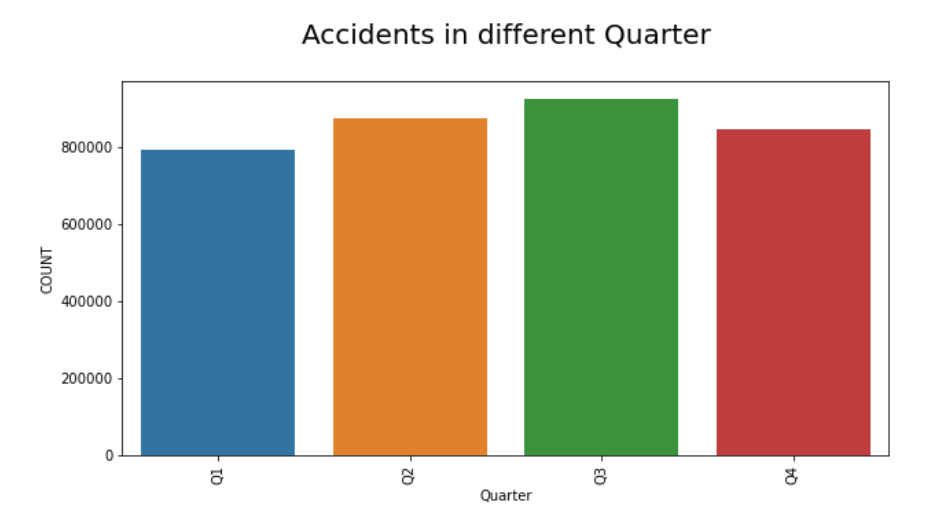 Accidents in different Quarter
COUNT
800000
600000
400000
200000
0
Q1
Q2
Q3
Q4
Quarter